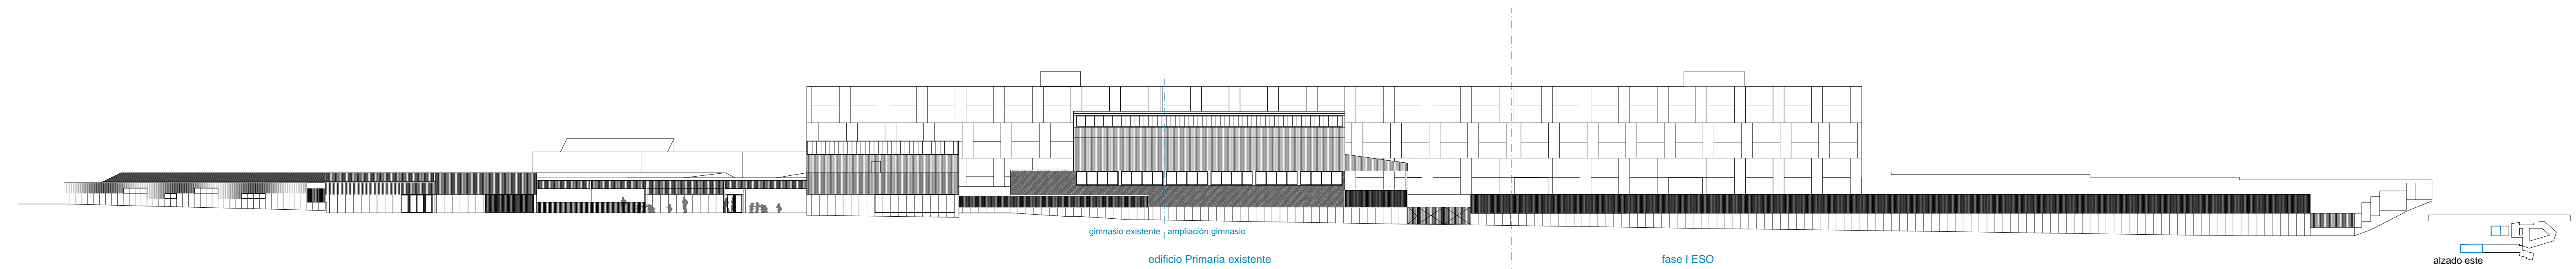 gimnasio existente
ampliación gimnasio
edificio Primaria existente
fase I ESO
alzado este